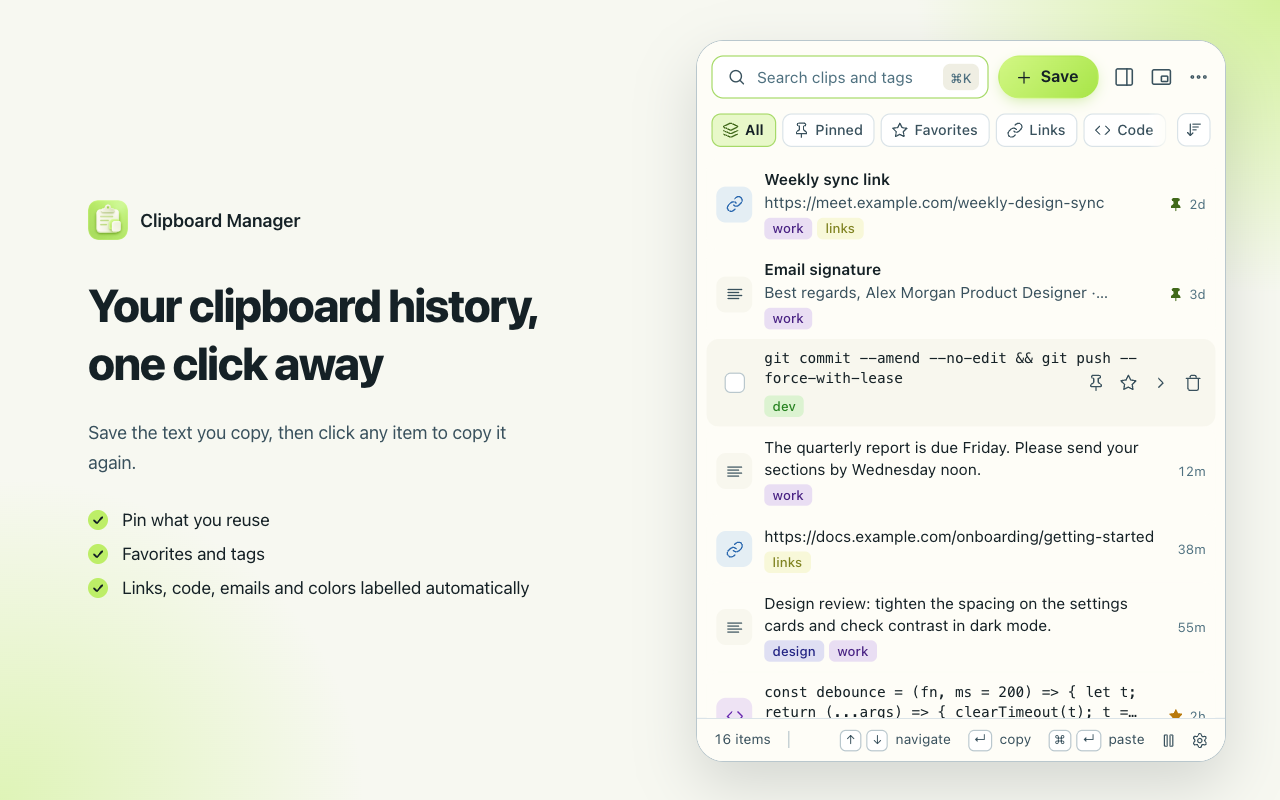 Clipboard Manager
Your clipboard history,
one click away
Save the text you copy, then click any item to copy it
again.
Pin what you reuse
Favorites and tags
Links, code, emails and colors labelled automatically
Search clips and tags ⌘K
+ Save
All Pinned Favorites Links Code
Weekly sync link
https://meet.example.com/weekly-design-sync 2d
work links
Email signature
Best regards, Alex Morgan Product Designer ·… 3d
work
git commit --amend --no-edit && git push --
force-with-lease
dev
The quarterly report is due Friday. Please send your
sections by Wednesday noon. 12m
work
https://docs.example.com/onboarding/getting-started 38m
links
Design review: tighten the spacing on the settings
cards and check contrast in dark mode. 55m
design work
const debounce = (fn, ms = 200) => { let t;
return (...args) => { clearTimeout(t); t =… 2h
16 items ↑ ↓ navigate ↵ copy ⌘ ↵ paste